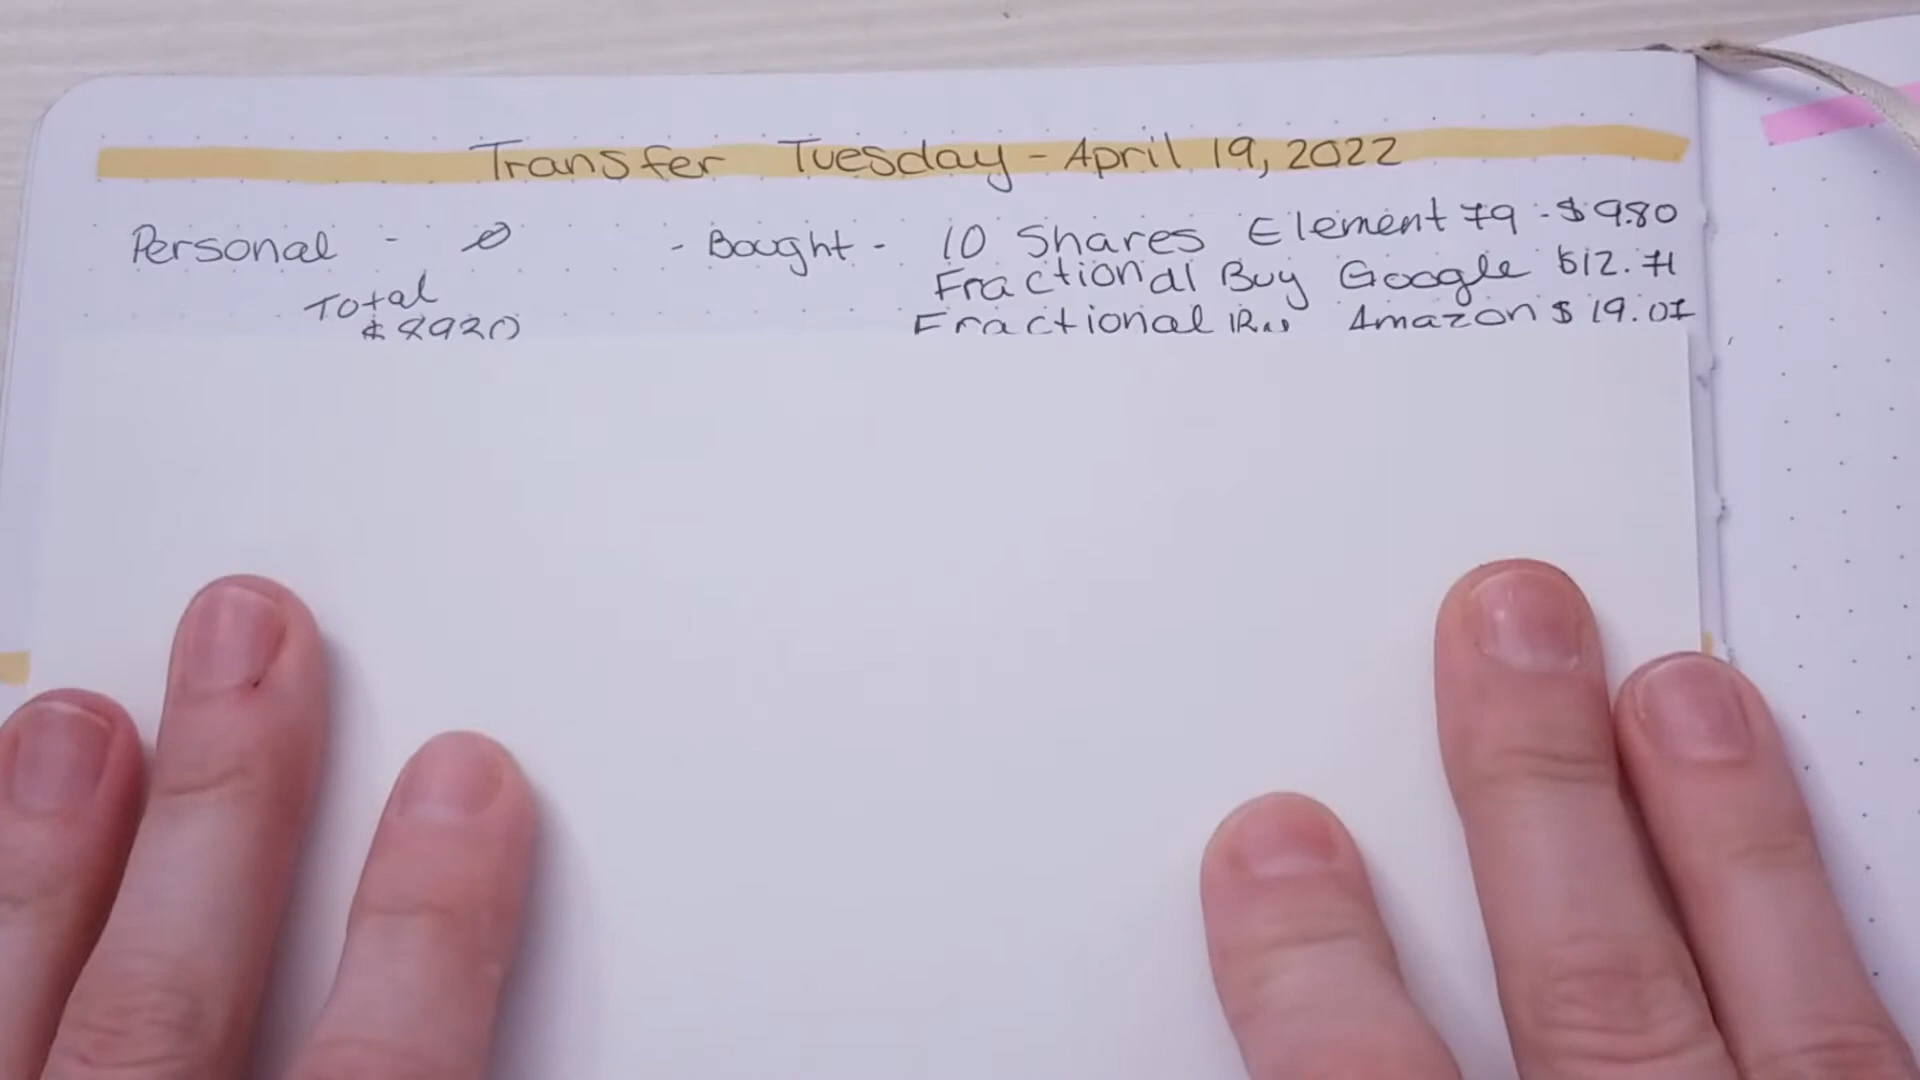 Transfer Tuesday - April 19, 2022
Personal - Ø - Bought - 10 Shares Element 79 - $9.80
Fractional Buy Google $12.71
Total
Fractional Amazon $19.07